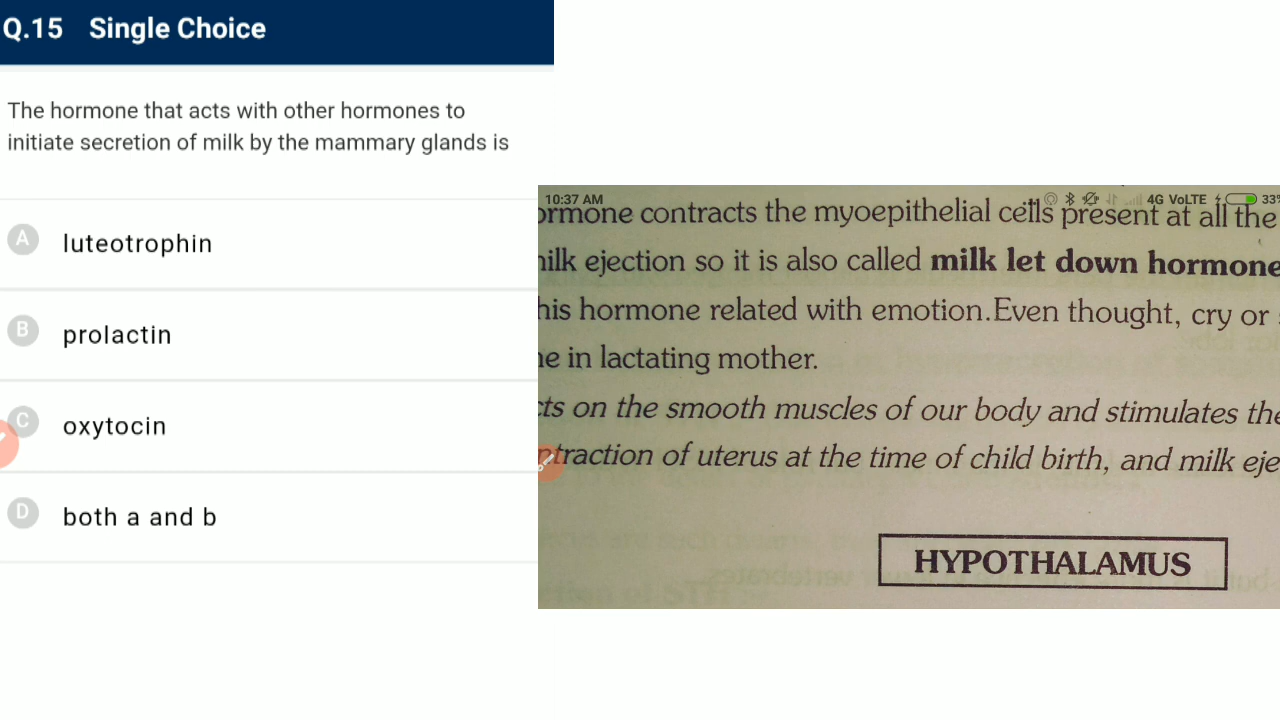 Q.15 Single Choice
The hormone that acts with other hormones to
initiate secretion of milk by the mammary glands is
A luteotrophin
B prolactin
C oxytocin
D both a and b
10:37 AM 4G VoLTE 33%
ormone contracts the myoepithelial cells present at all the
ilk ejection so it is also called milk let down hormone
his hormone related with emotion.Even thought, cry or
ne in lactating mother.
cts on the smooth muscles of our body and stimulates the
ntraction of uterus at the time of child birth, and milk eje
HYPOTHALAMUS